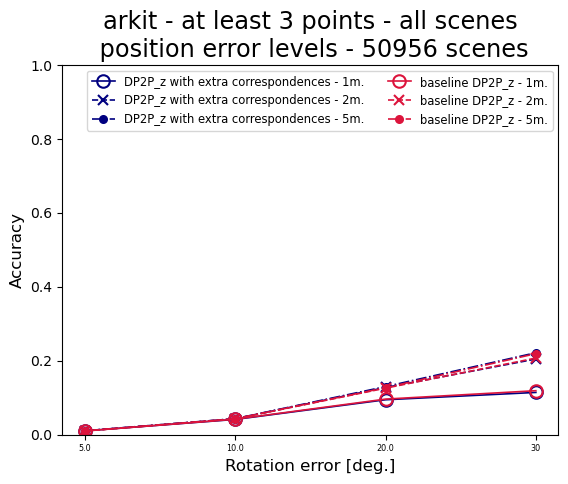 arkit - at least 3 points - all scenes
position error levels - 50956 scenes
DP2P_z with extra correspondences - 1m.
DP2P_z with extra correspondences - 2m.
DP2P_z with extra correspondences - 5m.
baseline DP2P_z - 1m.
baseline DP2P_z - 2m.
baseline DP2P_z - 5m.
Accuracy
1.0
0.8
0.6
0.4
0.2
0.0
5.0
10.0
20.0
30
Rotation error [deg.]